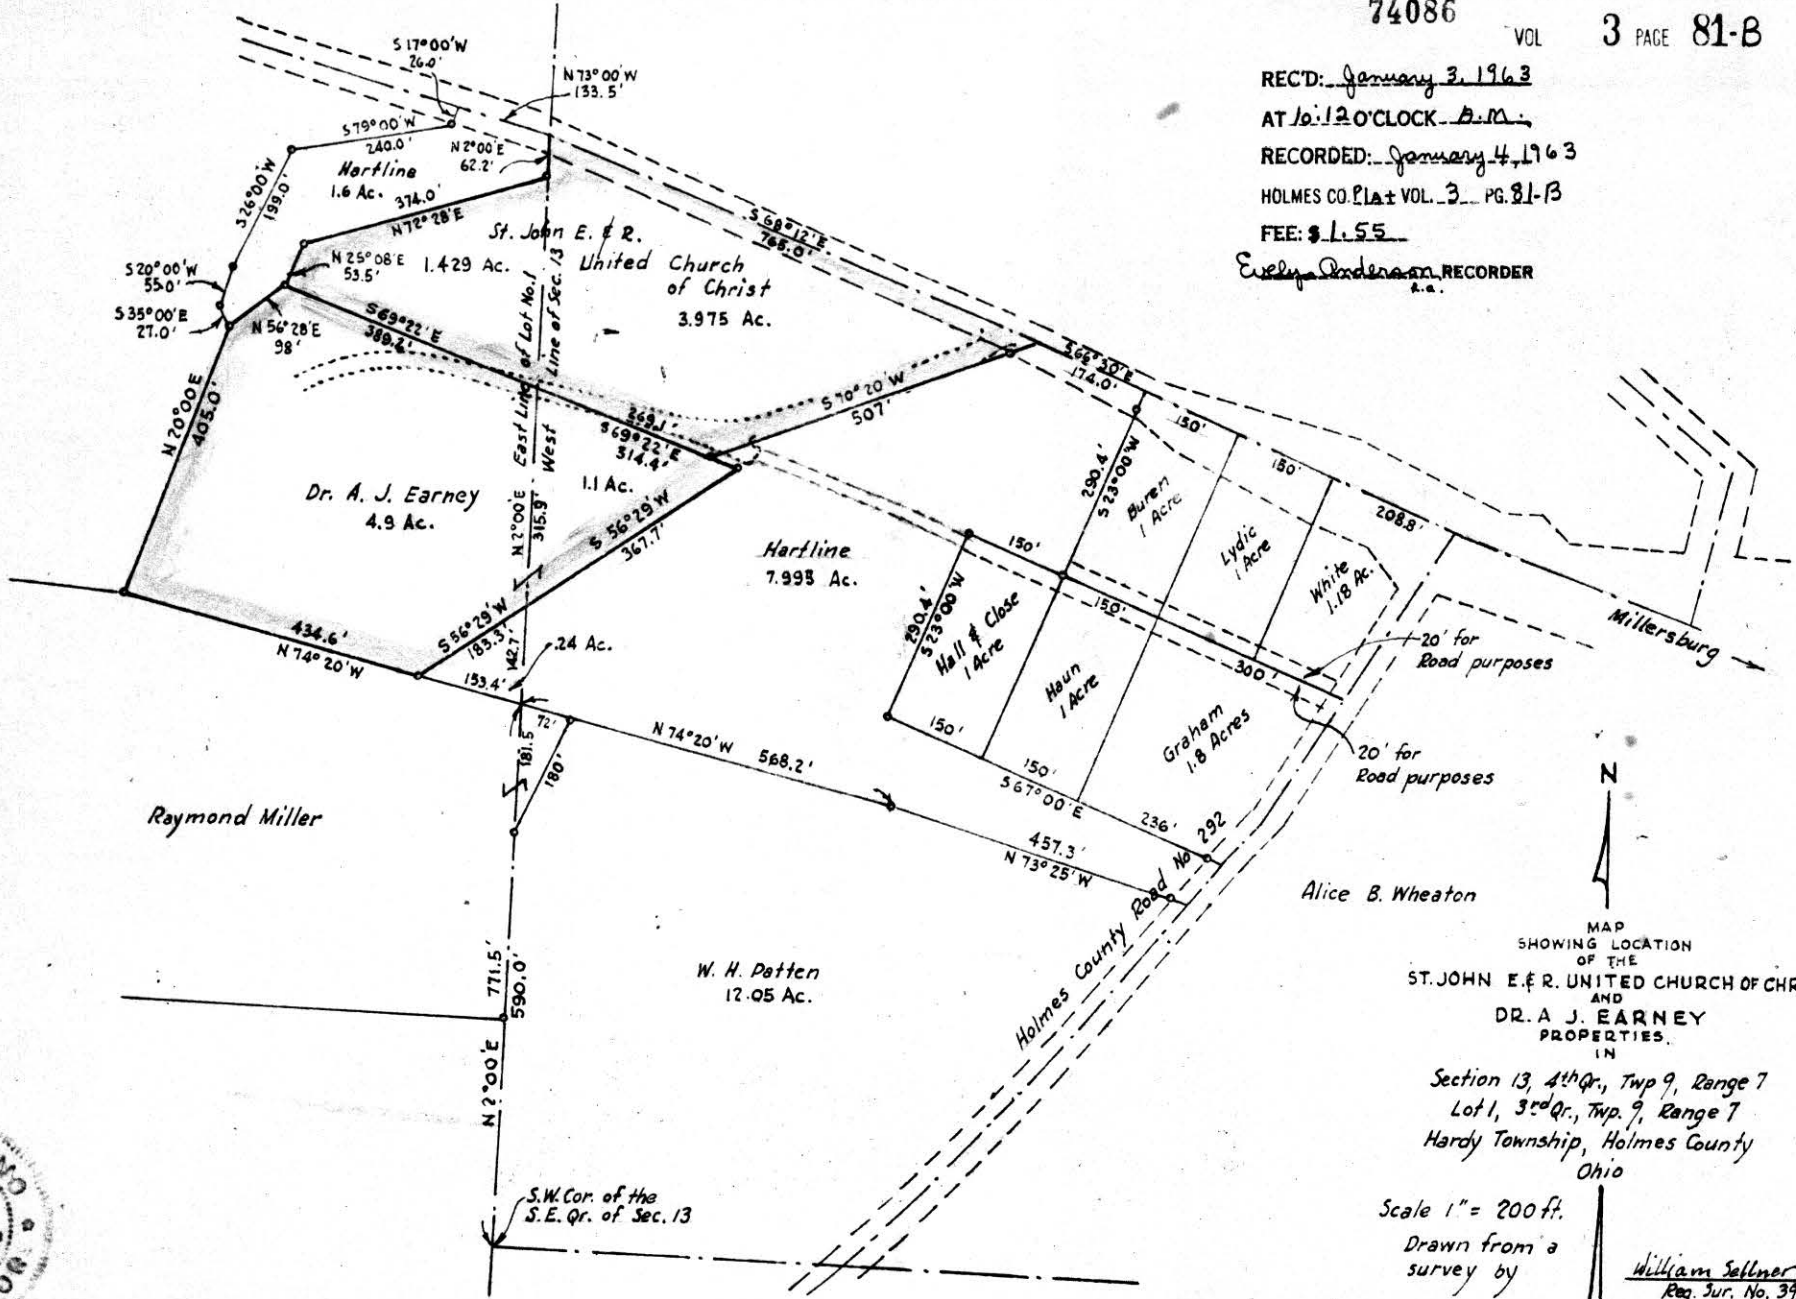 74086
VOL 3 PAGE 81-B
REC'D: January 3, 1963
AT 10:12 O'CLOCK A.M.
RECORDED: January 4, 1963
HOLMES CO. Plat VOL. 3 PG. 81-B
FEE: $1.55
Evelyn Anderson RECORDER
S 17°00'W
26.0'
N 73°00'W
133.5'
S 79°00'W
240.0'
N 2°00'E
62.2'
Hartline
1.6 Ac.
374.0'
N 72°28'E
S 26°00'W
199.0'
S 20°00'W
55.0'
S 35°00'E
27.0'
N 25°08'E
53.5'
N 56°28'E
98'
St. John E. & R.
United Church
of Christ
1.429 Ac.
3.975 Ac.
S 68°12'E
765.0'
S 69°22'E
389.2'
East Line of Lot No. 1
West Line of Sec. 13
N 2°00'E
315.9'
N 20°00'E
405.0'
S 70°20'W
507'
269.1'
S 69°22'E
314.4'
S 66°30'E
174.0'
150'
150'
208.8'
Dr. A. J. Earney
4.9 Ac.
1.1 Ac.
S 56°29'W
367.7'
S 56°29'W
183.3'
142.7'
.24 Ac.
434.6'
N 74°20'W
153.4'
Hartline
7.993 Ac.
290.4'
S 23°00'W
Buren
1 Acre
Lydic
1 Acre
White
1.18 Ac.
150'
150'
300'
290.4'
S 23°00'W
Hall & Close
1 Acre
Haun
1 Acre
Graham
1.8 Acres
Millersburg
20' for
Road purposes
20' for
Road purposes
150'
150'
S 67°00'E
236'
72'
181.5
180'
N 74°20'W
568.2'
457.3'
N 73°25'W
Holmes County Road No 292
Raymond Miller
Alice B. Wheaton
W. H. Patten
12.05 Ac.
771.5'
590.0'
N 2°00'E
S.W. Cor. of the
S.E. Qr. of Sec. 13
N
MAP
SHOWING LOCATION
OF THE
ST. JOHN E. & R. UNITED CHURCH OF CHR
AND
DR. A J. EARNEY
PROPERTIES.
IN
Section 13, 4th Qr., Twp 9, Range 7
Lot 1, 3rd Qr., Twp. 9, Range 7
Hardy Township, Holmes County
Ohio
Scale 1" = 200 ft.
Drawn from a
survey by
William Sellner
Reg. Sur. No. 39